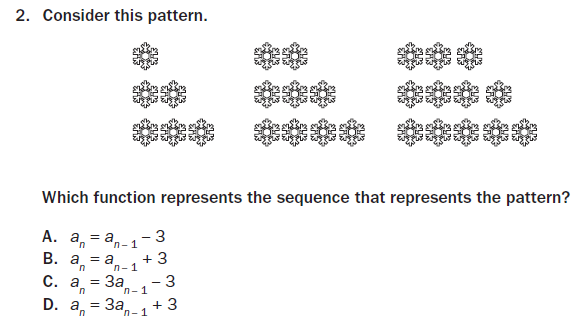 2. Consider this pattern.
Which function represents the sequence that represents the pattern?
A. aₙ = aₙ₋₁ − 3
B. aₙ = aₙ₋₁ + 3
C. aₙ = 3aₙ₋₁ − 3
D. aₙ = 3aₙ₋₁ + 3